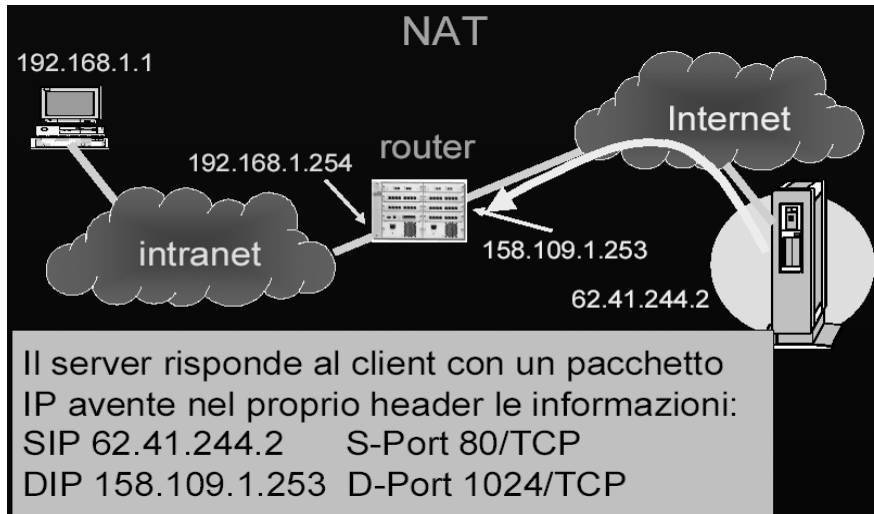 NAT
192.168.1.1
Internet
router
192.168.1.254
intranet
158.109.1.253
62.41.244.2
Il server risponde al client con un pacchetto
IP avente nel proprio header le informazioni:
SIP 62.41.244.2 S-Port 80/TCP
DIP 158.109.1.253 D-Port 1024/TCP